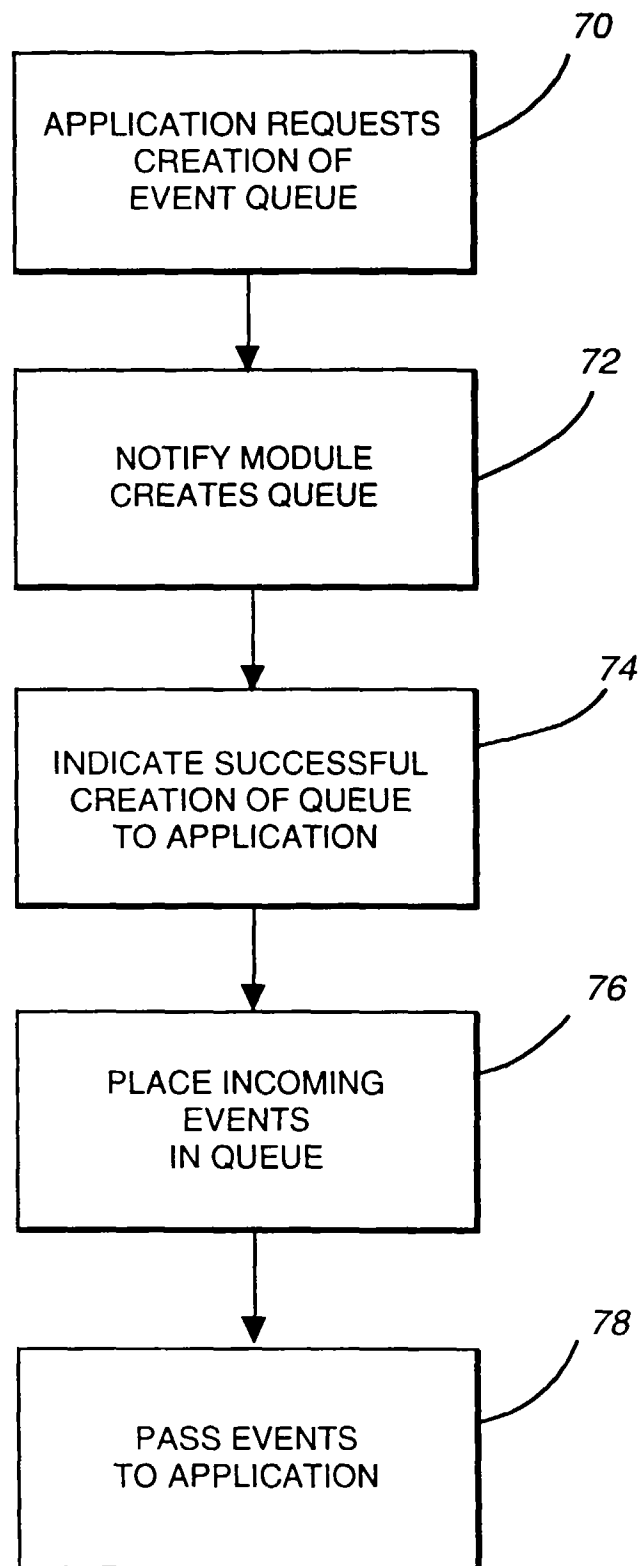 70
APPLICATION REQUESTS
CREATION OF
EVENT QUEUE
72
NOTIFY MODULE
CREATES QUEUE
74
INDICATE SUCCESSFUL
CREATION OF QUEUE
TO APPLICATION
76
PLACE INCOMING
EVENTS
IN QUEUE
78
PASS EVENTS
TO APPLICATION